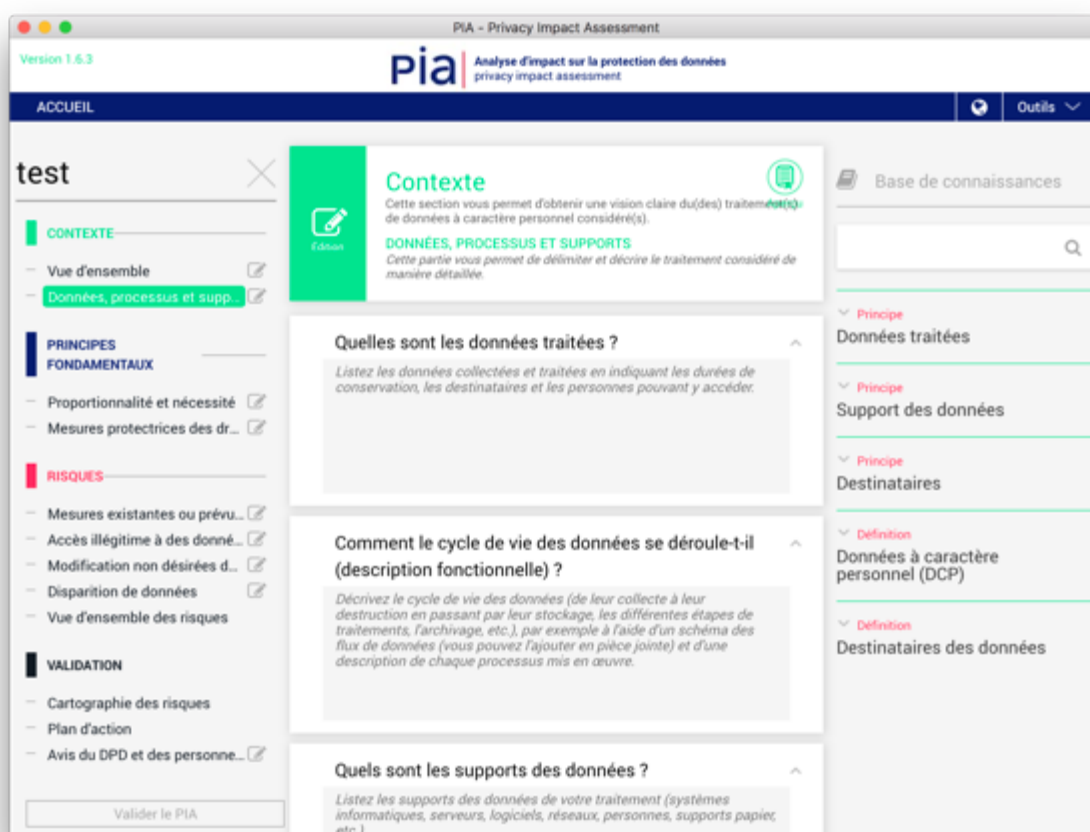 PIA - Privacy Impact Assessment
Version 1.6.3
pia
Analyse d'impact sur la protection des données
privacy impact assessment
ACCUEIL
Outils
test
CONTEXTE
Vue d'ensemble
Données, processus et supp...
PRINCIPES
FONDAMENTAUX
Proportionnalité et nécessité
Mesures protectrices des dr...
RISQUES
Mesures existantes ou prévu...
Accès illégitime à des donné...
Modification non désirées d...
Disparition de données
Vue d'ensemble des risques
VALIDATION
Cartographie des risques
Plan d'action
Avis du DPD et des personne...
Valider le PIA
Édition
Contexte
Cette section vous permet d'obtenir une vision claire du(des) traitement(s)
de données à caractère personnel considéré(s).
DONNÉES, PROCESSUS ET SUPPORTS
Cette partie vous permet de délimiter et décrire le traitement considéré de
manière détaillée.
Quelles sont les données traitées ?
Listez les données collectées et traitées en indiquant les durées de
conservation, les destinataires et les personnes pouvant y accéder.
Comment le cycle de vie des données se déroule-t-il
(description fonctionnelle) ?
Décrivez le cycle de vie des données (de leur collecte à leur
destruction en passant par leur stockage, les différentes étapes de
traitements, l'archivage, etc.), par exemple à l'aide d'un schéma des
flux de données (vous pouvez l'ajouter en pièce jointe) et d'une
description de chaque processus mis en œuvre.
Quels sont les supports des données ?
Listez les supports des données de votre traitement (systèmes
informatiques, serveurs, logiciels, réseaux, personnes, supports papier,
etc.)
Base de connaissances
Principe
Données traitées
Principe
Support des données
Principe
Destinataires
Définition
Données à caractère
personnel (DCP)
Définition
Destinataires des données